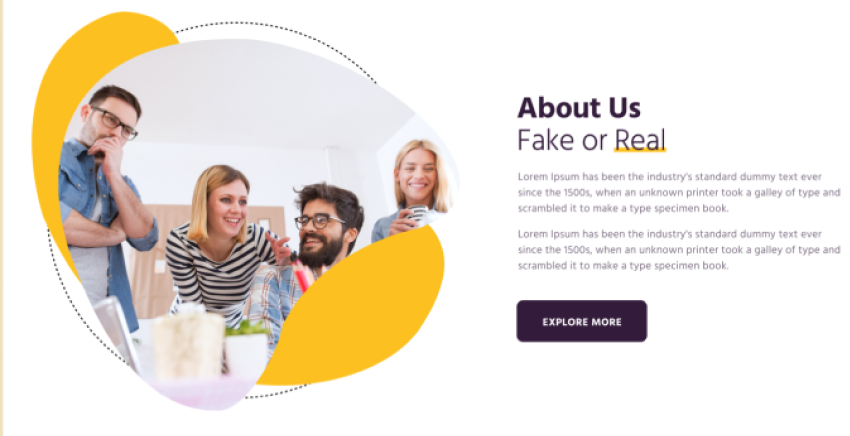 About Us
Fake or Real
Lorem Ipsum has been the industry's standard dummy text ever
since the 1500s, when an unknown printer took a galley of type and
scrambled it to make a type specimen book.
Lorem Ipsum has been the industry's standard dummy text ever
since the 1500s, when an unknown printer took a galley of type and
scrambled it to make a type specimen book.
EXPLORE MORE